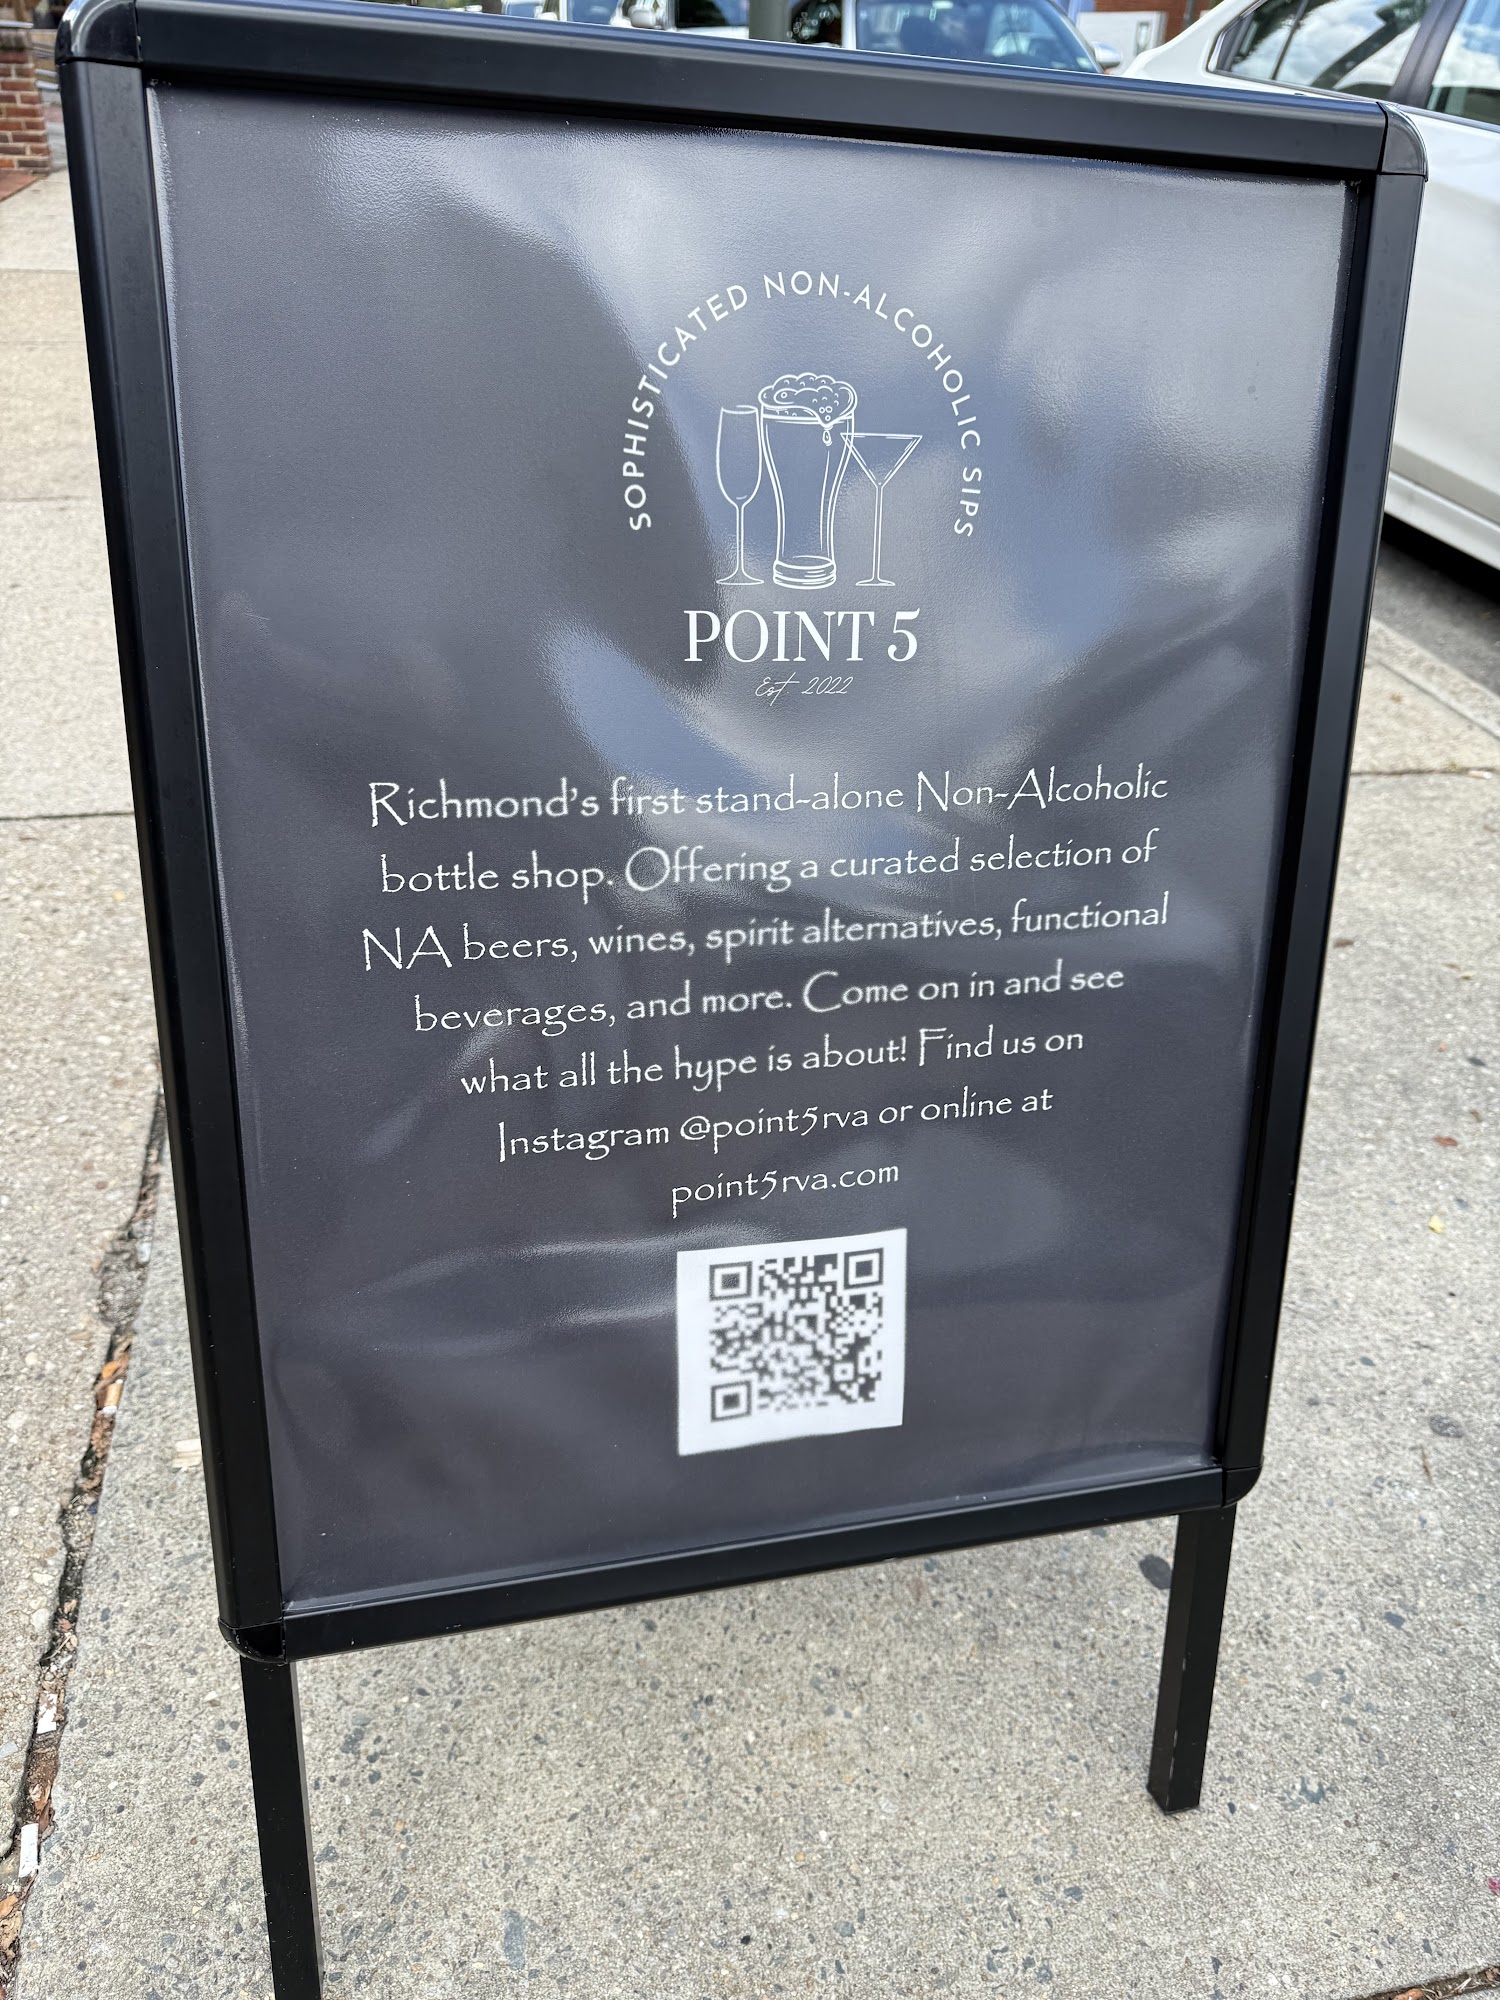 SOPHISTICATED NON-ALCOHOLIC SIPS
POINT 5
Est 2022
Richmond's first stand-alone Non-Alcoholic
bottle shop. Offering a curated selection of
NA beers, wines, spirit alternatives, functional
beverages, and more. Come on in and see
what all the hype is about! Find us on
Instagram @point5rva or online at
point5rva.com